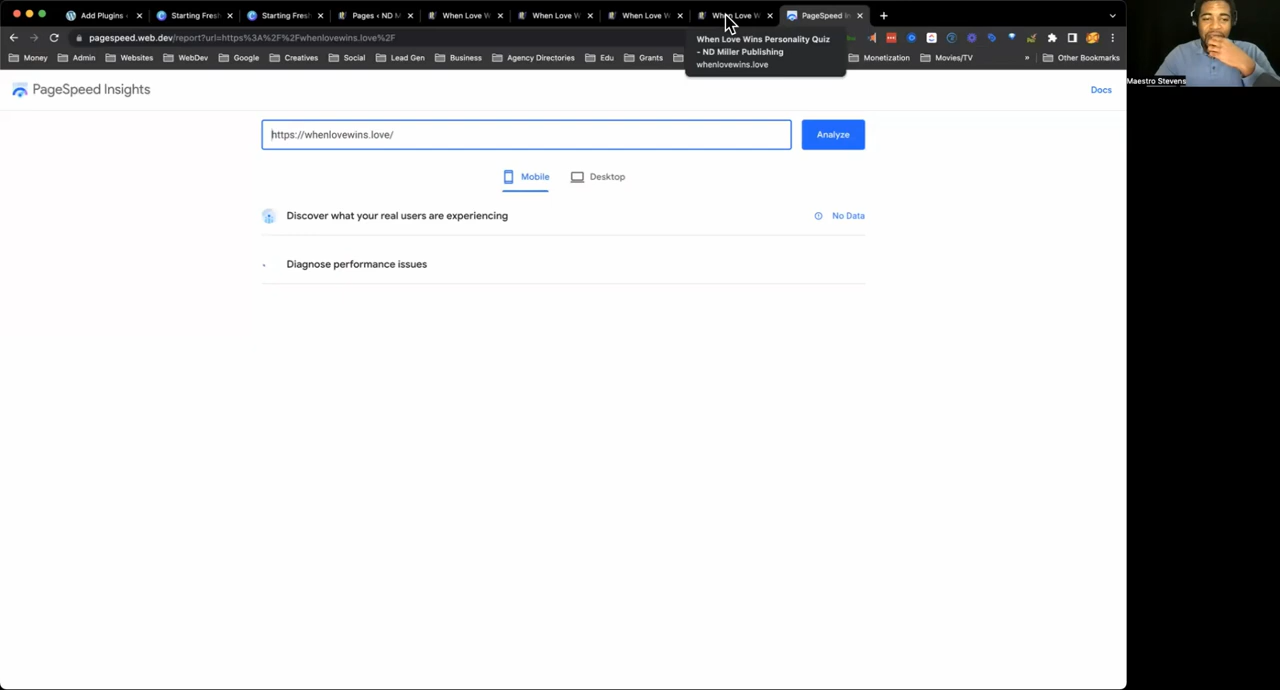 Add Plugins ‹
Starting Fresh
Starting Fresh
Pages ‹ ND M
When Love W
When Love W
When Love W
When Love W
PageSpeed In
pagespeed.web.dev/report?url=https%3A%2F%2Fwhenlovewins.love%2F
When Love Wins Personality Quiz
- ND Miller Publishing
whenlovewins.love
Money
Admin
Websites
WebDev
Google
Creatives
Social
Lead Gen
Business
Agency Directories
Edu
Grants
Monetization
Movies/TV
»
Other Bookmarks
Maestro Stevens
PageSpeed Insights
Docs
https://whenlovewins.love/
Analyze
Mobile
Desktop
Discover what your real users are experiencing
No Data
Diagnose performance issues